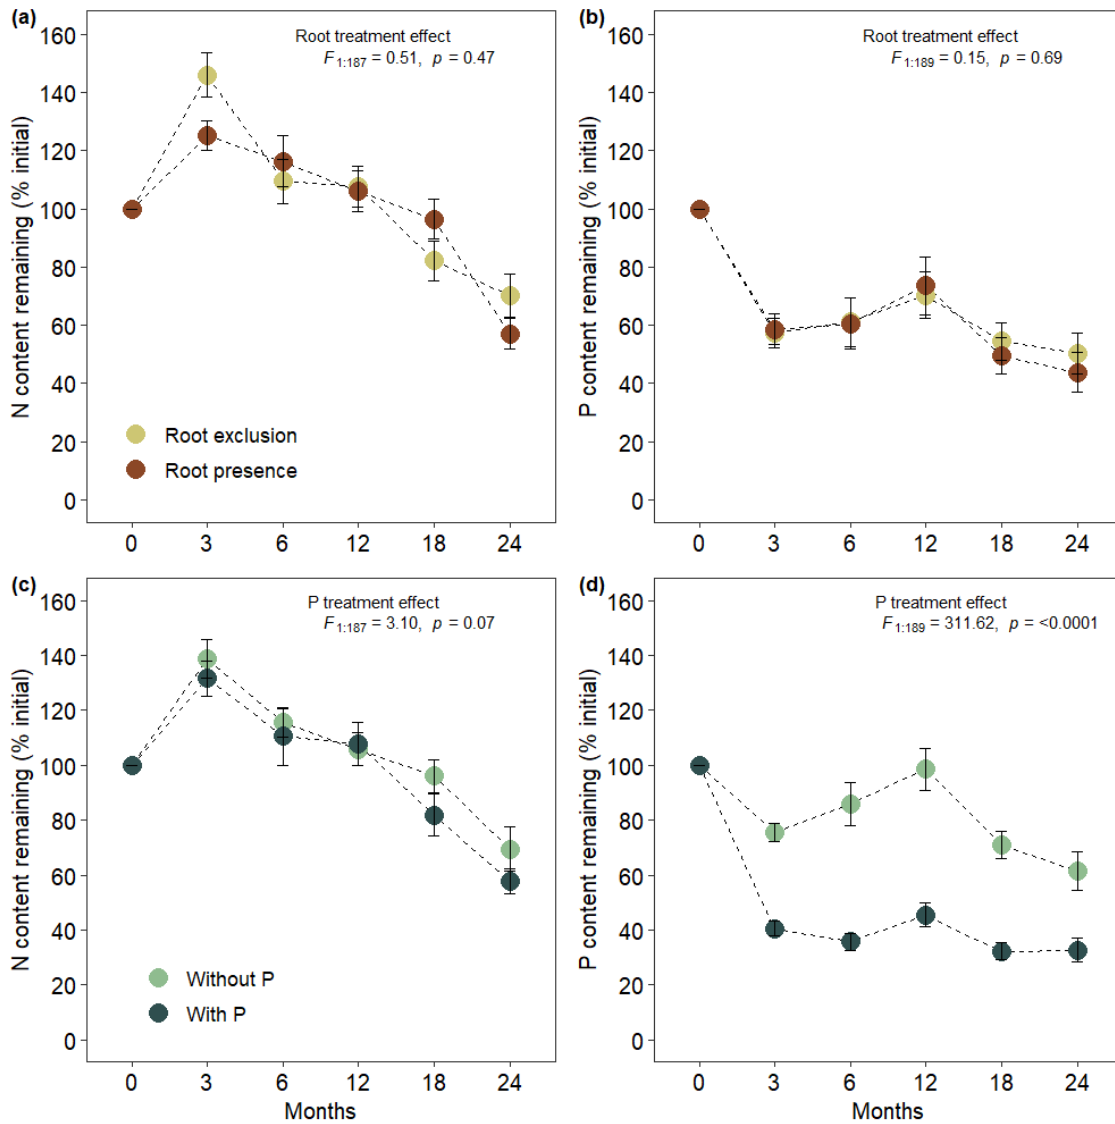 (a)
Root treatment effect
F 1:187 = 0.51, p = 0.47
N content remaining (% initial)
160
140
120
100
80
60
40
20
0
Root exclusion
Root presence
0 3 6 12 18 24
(b)
Root treatment effect
F 1:189 = 0.15, p = 0.69
P content remaining (% initial)
160
140
120
100
80
60
40
20
0
0 3 6 12 18 24
(c)
P treatment effect
F 1:187 = 3.10, p = 0.07
N content remaining (% initial)
160
140
120
100
80
60
40
20
0
Without P
With P
0 3 6 12 18 24
Months
(d)
P treatment effect
F 1:189 = 311.62, p = <0.0001
P content remaining (% initial)
160
140
120
100
80
60
40
20
0
0 3 6 12 18 24
Months